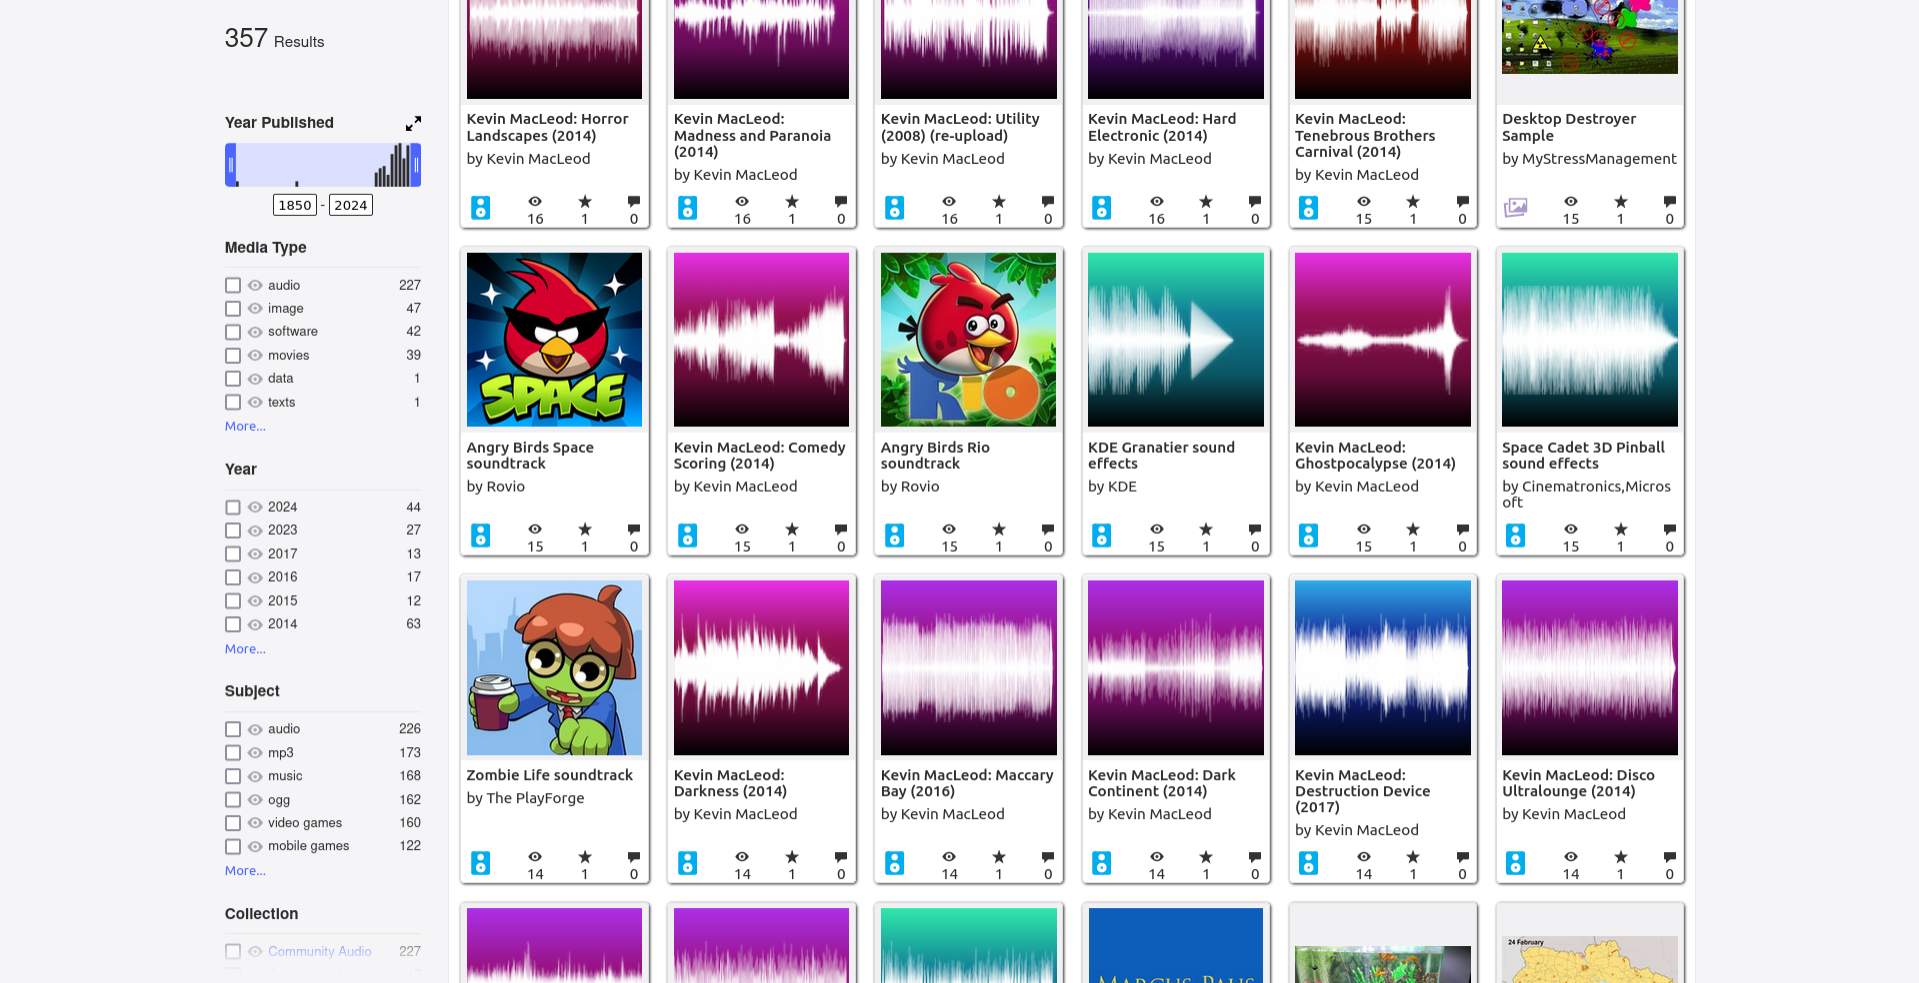 357 Results
Year Published
1850 - 2024
Media Type
audio 227
image 47
software 42
movies 39
data 1
texts 1
More...
Year
2024 44
2023 27
2017 13
2016 17
2015 12
2014 63
More...
Subject
audio 226
mp3 173
music 168
ogg 162
video games 160
mobile games 122
More...
Collection
Community Audio 227
Kevin MacLeod: Horror
Landscapes (2014)
by Kevin MacLeod
16 1 0
Kevin MacLeod:
Madness and Paranoia
(2014)
by Kevin MacLeod
16 1 0
Kevin MacLeod: Utility
(2008) (re-upload)
by Kevin MacLeod
16 1 0
Kevin MacLeod: Hard
Electronic (2014)
by Kevin MacLeod
16 1 0
Kevin MacLeod:
Tenebrous Brothers
Carnival (2014)
by Kevin MacLeod
15 1 0
Desktop Destroyer
Sample
by MyStressManagement
15 1 0
SPACE
Angry Birds Space
soundtrack
by Rovio
15 1 0
Kevin MacLeod: Comedy
Scoring (2014)
by Kevin MacLeod
15 1 0
RIO
Angry Birds Rio
soundtrack
by Rovio
15 1 0
KDE Granatier sound
effects
by KDE
15 1 0
Kevin MacLeod:
Ghostpocalypse (2014)
by Kevin MacLeod
15 1 0
Space Cadet 3D Pinball
sound effects
by Cinematronics,Micros
oft
15 1 0
Zombie Life soundtrack
by The PlayForge
14 1 0
Kevin MacLeod:
Darkness (2014)
by Kevin MacLeod
14 1 0
Kevin MacLeod: Maccary
Bay (2016)
by Kevin MacLeod
14 1 0
Kevin MacLeod: Dark
Continent (2014)
by Kevin MacLeod
14 1 0
Kevin MacLeod:
Destruction Device
(2017)
by Kevin MacLeod
14 1 0
Kevin MacLeod: Disco
Ultralounge (2014)
by Kevin MacLeod
14 1 0
MARCUS PAUS
24 February